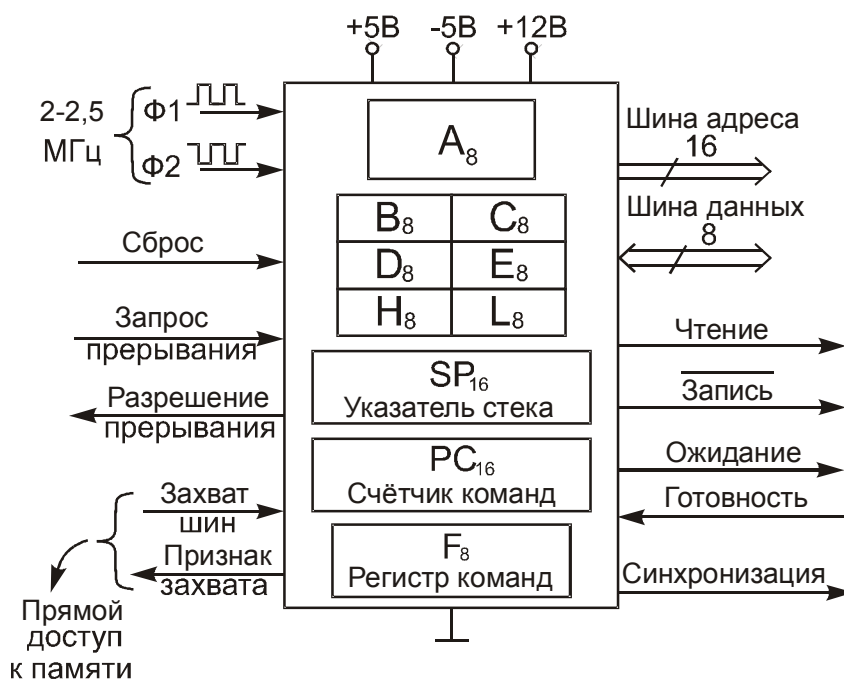 +5В -5В +12В
2-2,5
МГц
Ф1
Ф2
Сброс
Запрос
прерывания
Разрешение
прерывания
Захват
шин
Признак
захвата
Прямой
доступ
к памяти
A8
B8 C8
D8 E8
H8 L8
SP16
Указатель стека
PC16
Счётчик команд
F8
Регистр команд
Шина адреса
16
Шина данных
8
Чтение
Запись
Ожидание
Готовность
Синхронизация